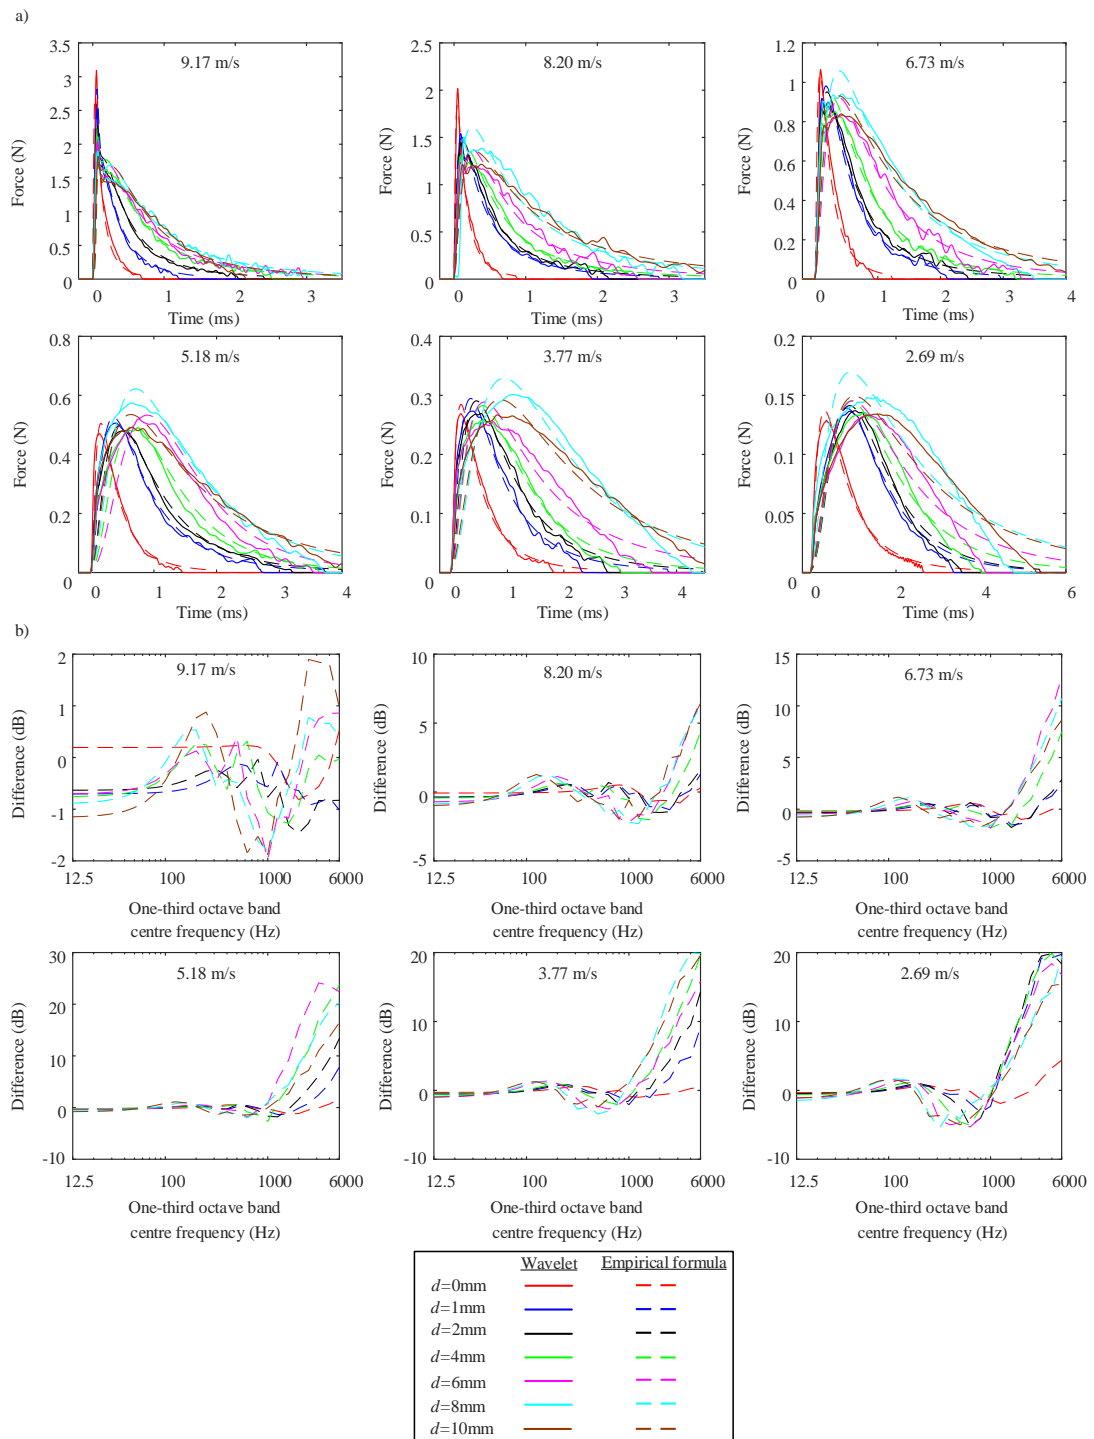 a)
9.17 m/s
3.5
3
2.5
2
1.5
1
0.5
0
Force (N)
0 1 2 3
Time (ms)
8.20 m/s
2.5
2
1.5
1
0.5
0
Force (N)
0 1 2 3
Time (ms)
6.73 m/s
1.2
1
0.8
0.6
0.4
0.2
0
Force (N)
0 1 2 3 4
Time (ms)
5.18 m/s
0.8
0.6
0.4
0.2
0
Force (N)
0 1 2 3 4
Time (ms)
3.77 m/s
0.4
0.3
0.2
0.1
0
Force (N)
0 1 2 3 4
Time (ms)
2.69 m/s
0.2
0.15
0.1
0.05
0
Force (N)
0 2 4 6
Time (ms)
b)
9.17 m/s
2
1
0
-1
-2
Difference (dB)
12.5 100 1000 6000
One-third octave band
centre frequency (Hz)
8.20 m/s
10
5
0
-5
Difference (dB)
12.5 100 1000 6000
One-third octave band
centre frequency (Hz)
6.73 m/s
15
10
5
0
-5
Difference (dB)
12.5 100 1000 6000
One-third octave band
centre frequency (Hz)
5.18 m/s
30
20
10
0
-10
Difference (dB)
12.5 100 1000 6000
One-third octave band
centre frequency (Hz)
3.77 m/s
20
10
0
-10
Difference (dB)
12.5 100 1000 6000
One-third octave band
centre frequency (Hz)
2.69 m/s
20
10
0
-10
Difference (dB)
12.5 100 1000 6000
One-third octave band
centre frequency (Hz)
Wavelet Empirical formula
d=0mm
d=1mm
d=2mm
d=4mm
d=6mm
d=8mm
d=10mm